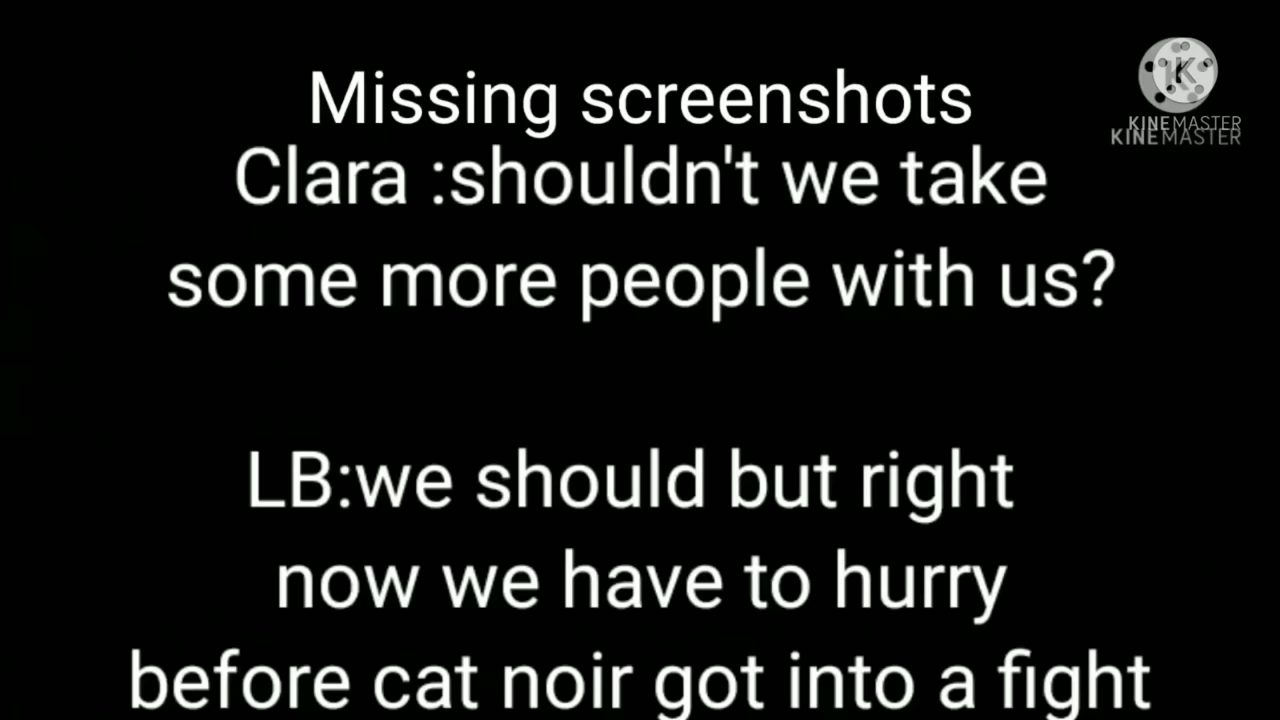 Missing screenshots
KINEMASTER
KINEMASTER
Clara :shouldn't we take
some more people with us?
LB:we should but right
now we have to hurry
before cat noir got into a fight